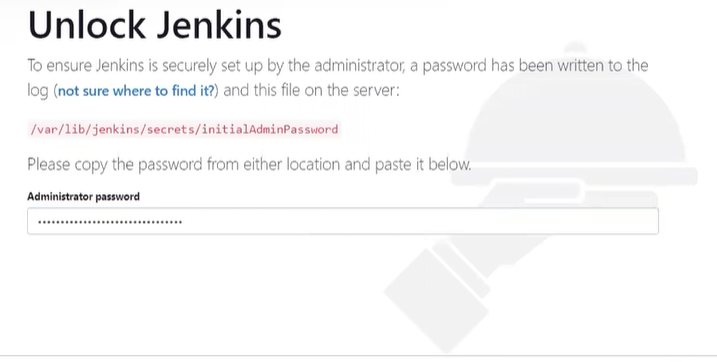 Unlock Jenkins
To ensure Jenkins is securely set up by the administrator, a password has been written to the
log (not sure where to find it?) and this file on the server:
/var/lib/jenkins/secrets/initialAdminPassword
Please copy the password from either location and paste it below.
Administrator password